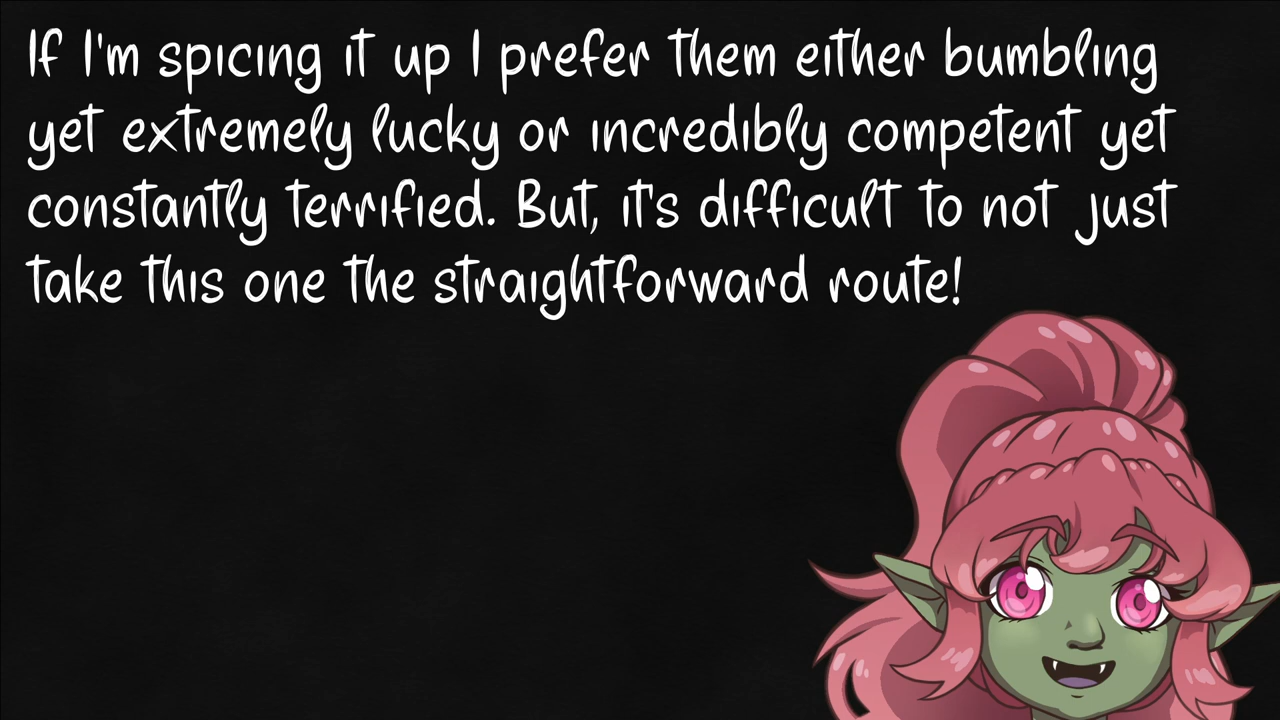 If I'm spicing it up I prefer them either bumbling
yet extremely lucky or incredibly competent yet
constantly terrified. But, it's difficult to not just
take this one the straightforward route!